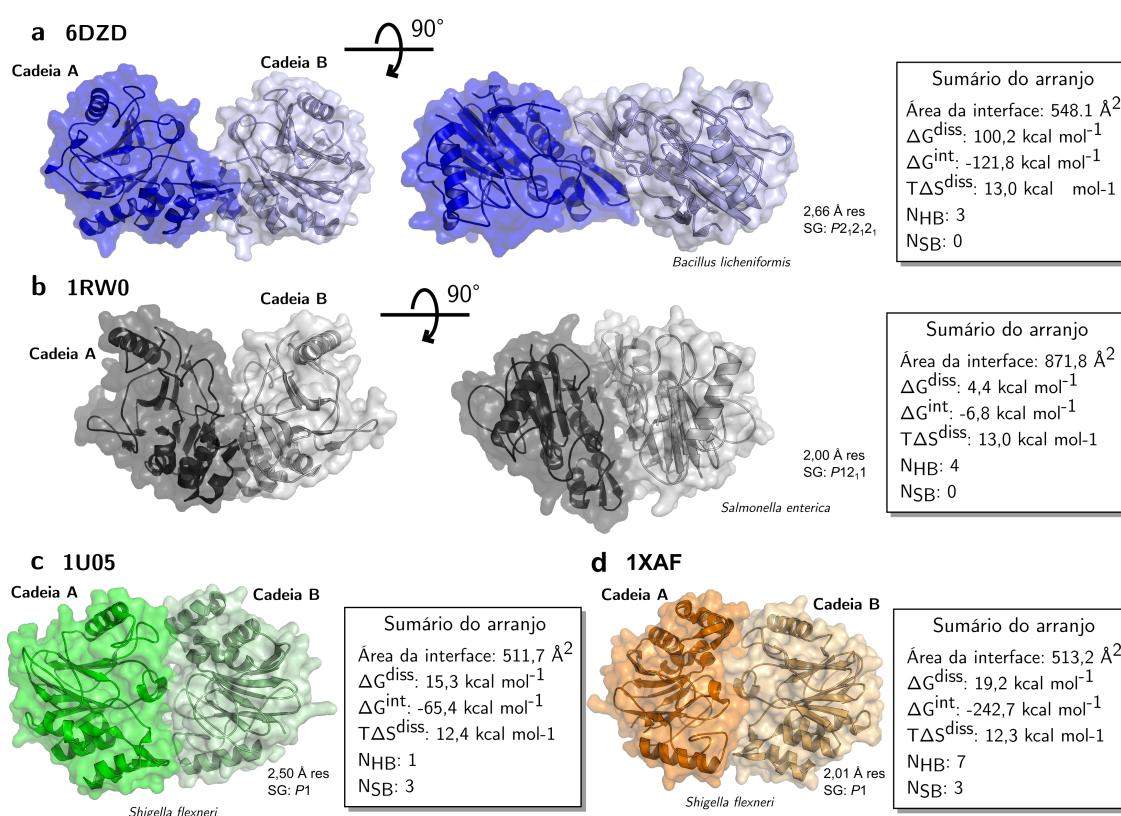 a 6DZD
90°
Cadeia A
Cadeia B
Sumário do arranjo
Área da interface: 548.1 Å²
ΔG^diss.: 100,2 kcal mol⁻¹
ΔG^int: -121,8 kcal mol⁻¹
TΔS^diss: 13,0 kcal mol-1
N_HB: 3
N_SB: 0
2,66 Å res
SG: P2₁2₁2₁
Bacillus licheniformis
b 1RW0
90°
Cadeia B
Cadeia A
Sumário do arranjo
Área da interface: 871,8 Å²
ΔG^diss: 4,4 kcal mol⁻¹
ΔG^int: -6,8 kcal mol⁻¹
TΔS^diss: 13,0 kcal mol-1
N_HB: 4
N_SB: 0
2,00 Å res
SG: P12₁1
Salmonella enterica
c 1U05
Cadeia A
Cadeia B
Sumário do arranjo
Área da interface: 511,7 Å²
ΔG^diss: 15,3 kcal mol⁻¹
ΔG^int: -65,4 kcal mol⁻¹
TΔS^diss: 12,4 kcal mol-1
N_HB: 1
N_SB: 3
2,50 Å res
SG: P1
Shigella flexneri
d 1XAF
Cadeia A
Cadeia B
Sumário do arranjo
Área da interface: 513,2 Å²
ΔG^diss: 19,2 kcal mol⁻¹
ΔG^int: -242,7 kcal mol⁻¹
TΔS^diss: 12,3 kcal mol-1
N_HB: 7
N_SB: 3
2,01 Å res
SG: P1
Shigella flexneri